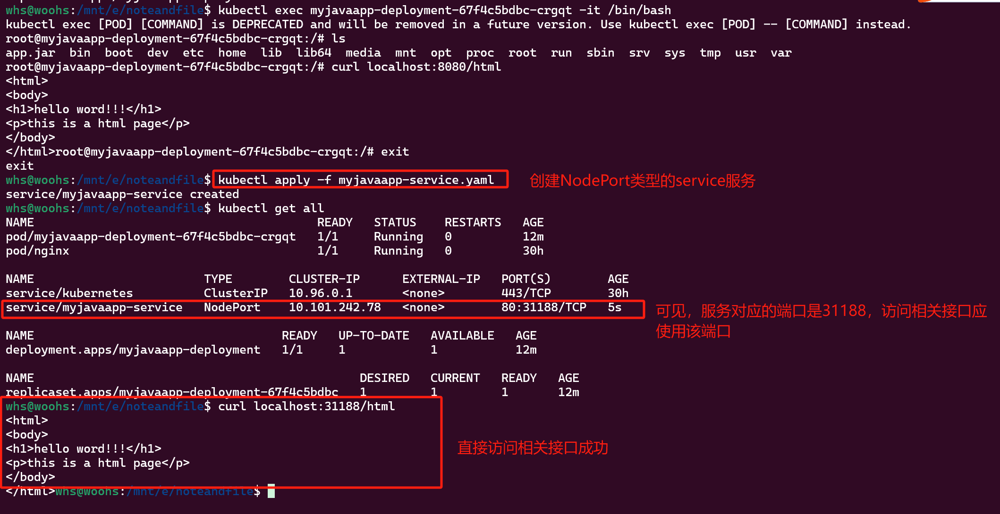 whs@woohs:/mnt/e/noteandfile$ kubectl exec myjavaapp-deployment-67f4c5bdbc-crgqt -it /bin/bash
kubectl exec [POD] [COMMAND] is DEPRECATED and will be removed in a future version. Use kubectl exec [POD] -- [COMMAND] instead.
root@myjavaapp-deployment-67f4c5bdbc-crgqt:/# ls
app.jar  bin  boot  dev  etc  home  lib  lib64  media  mnt  opt  proc  root  run  sbin  srv  sys  tmp  usr  var
root@myjavaapp-deployment-67f4c5bdbc-crgqt:/# curl localhost:8080/html
<html>
<body>
<h1>hello word!!!</h1>
<p>this is a html page</p>
</body>
</html>root@myjavaapp-deployment-67f4c5bdbc-crgqt:/# exit
exit
whs@woohs:/mnt/e/noteandfile$ kubectl apply -f myjavaapp-service.yaml 创建NodePort类型的service服务
service/myjavaapp-service created
whs@woohs:/mnt/e/noteandfile$ kubectl get all
NAME                                        READY   STATUS    RESTARTS   AGE
pod/myjavaapp-deployment-67f4c5bdbc-crgqt   1/1     Running   0          12m
pod/nginx                                   1/1     Running   0          30h
NAME                        TYPE        CLUSTER-IP      EXTERNAL-IP   PORT(S)        AGE
service/kubernetes          ClusterIP   10.96.0.1       <none>        443/TCP        30h
service/myjavaapp-service   NodePort    10.101.242.78   <none>        80:31188/TCP   5s
可见，服务对应的端口是31188，访问相关接口应
使用该端口
NAME                                   READY   UP-TO-DATE   AVAILABLE   AGE
deployment.apps/myjavaapp-deployment   1/1     1            1           12m
NAME                                              DESIRED   CURRENT   READY   AGE
replicaset.apps/myjavaapp-deployment-67f4c5bdbc   1         1         1       12m
whs@woohs:/mnt/e/noteandfile$ curl localhost:31188/html
<html>
<body>
<h1>hello word!!!</h1>
直接访问相关接口成功
<p>this is a html page</p>
</body>
</html>whs@woohs:/mnt/e/noteandfile$